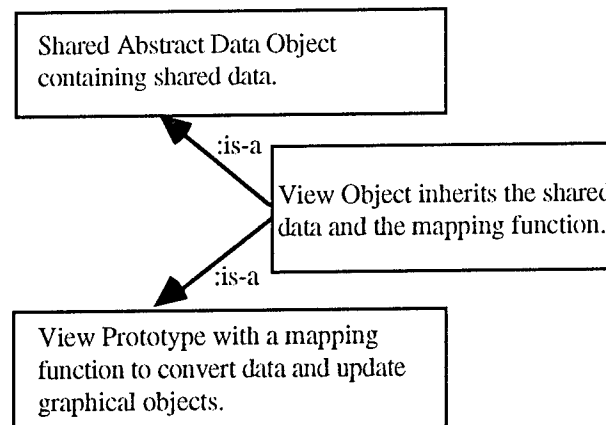 Shared Abstract Data Object
containing shared data.
:is-a
View Object inherits the shared
data and the mapping function.
:is-a
View Prototype with a mapping
function to convert data and update
graphical objects.